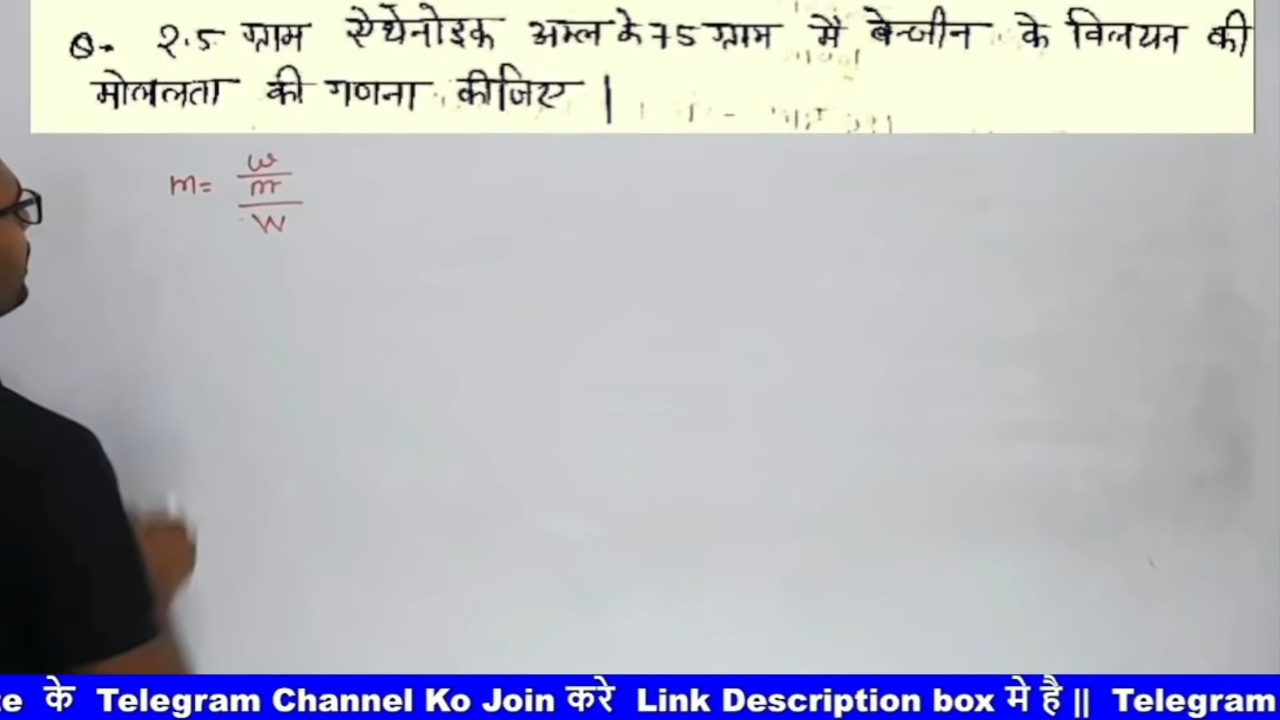 Q. 2.5 ग्राम ऐथेनोइक अम्ल के 75 ग्राम में बेन्जीन के विलयन की
मोललता की गणना कीजिए |
m = w
m
W
के Telegram Channel Ko Join करे Link Description box मे है || Telegram